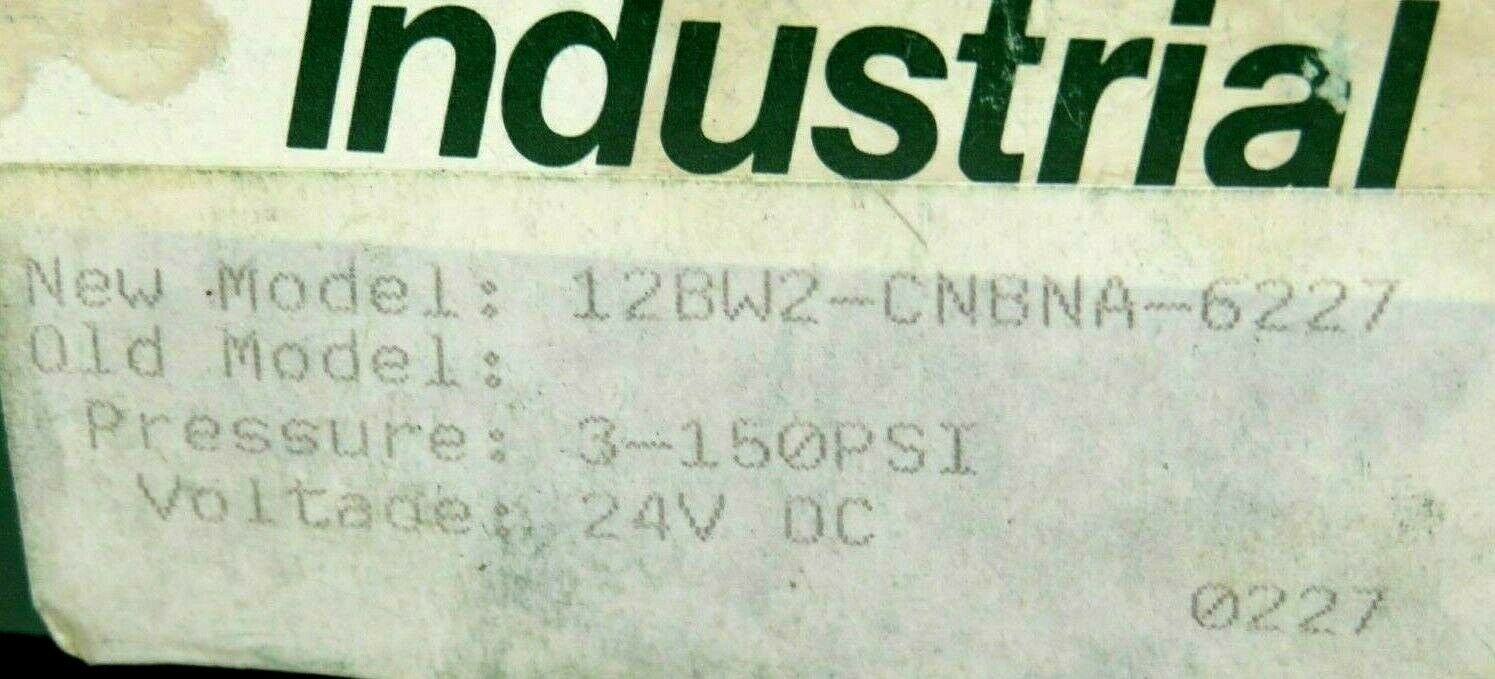 Industrial
New Model: 12BW2-CNBNA-6227
Old Model:
Pressure: 3-150PSI
Voltage: 24V DC
0227